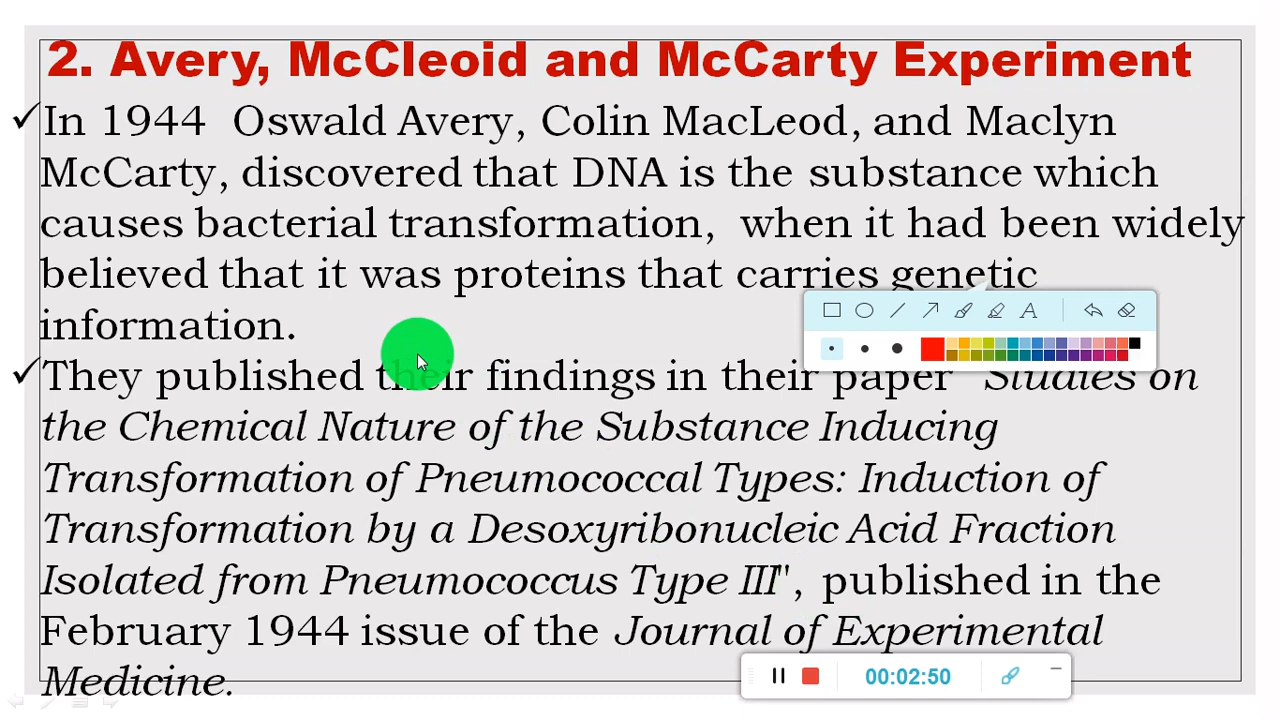 2. Avery, McCleoid and McCarty Experiment
✓In 1944 Oswald Avery, Colin MacLeod, and Maclyn
McCarty, discovered that DNA is the substance which
causes bacterial transformation, when it had been widely
believed that it was proteins that carries genetic
information.
✓They published their findings in their paper "Studies on
the Chemical Nature of the Substance Inducing
Transformation of Pneumococcal Types: Induction of
Transformation by a Desoxyribonucleic Acid Fraction
Isolated from Pneumococcus Type III", published in the
February 1944 issue of the Journal of Experimental
Medicine.
A
00:02:50